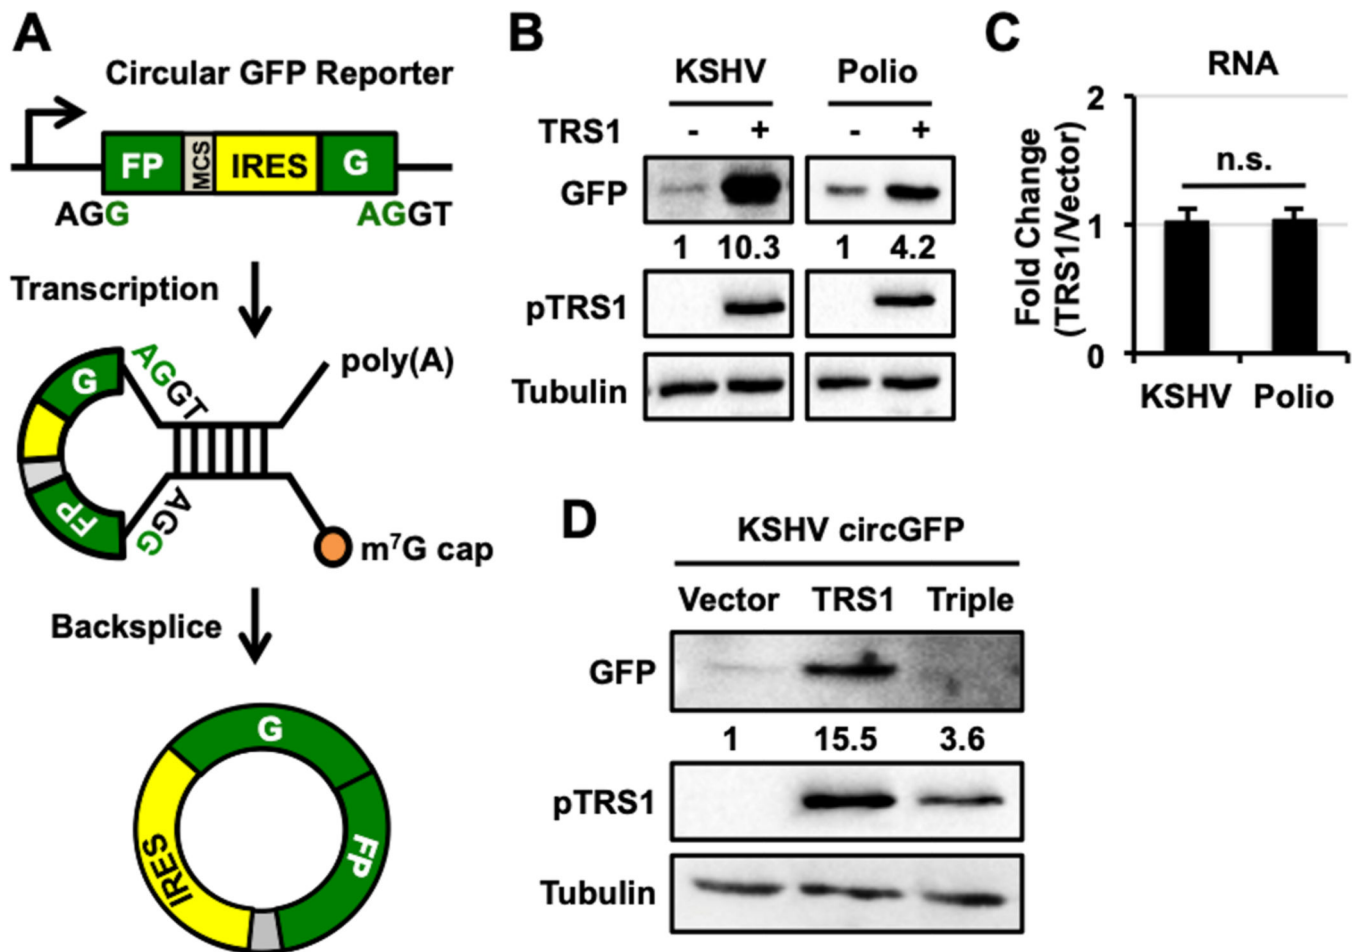 A
Circular GFP Reporter
FP MCS IRES G
AGG AGGT
Transcription
G AGGT poly(A)
FP AGG
m⁷G cap
Backsplice
G
IRES FP
B
KSHV Polio
TRS1 - + - +
GFP
1 10.3 1 4.2
pTRS1
Tubulin
C
RNA
Fold Change
(TRS1/Vector)
2
n.s.
1
0
KSHV Polio
D
KSHV circGFP
Vector TRS1 Triple
GFP
1 15.5 3.6
pTRS1
Tubulin